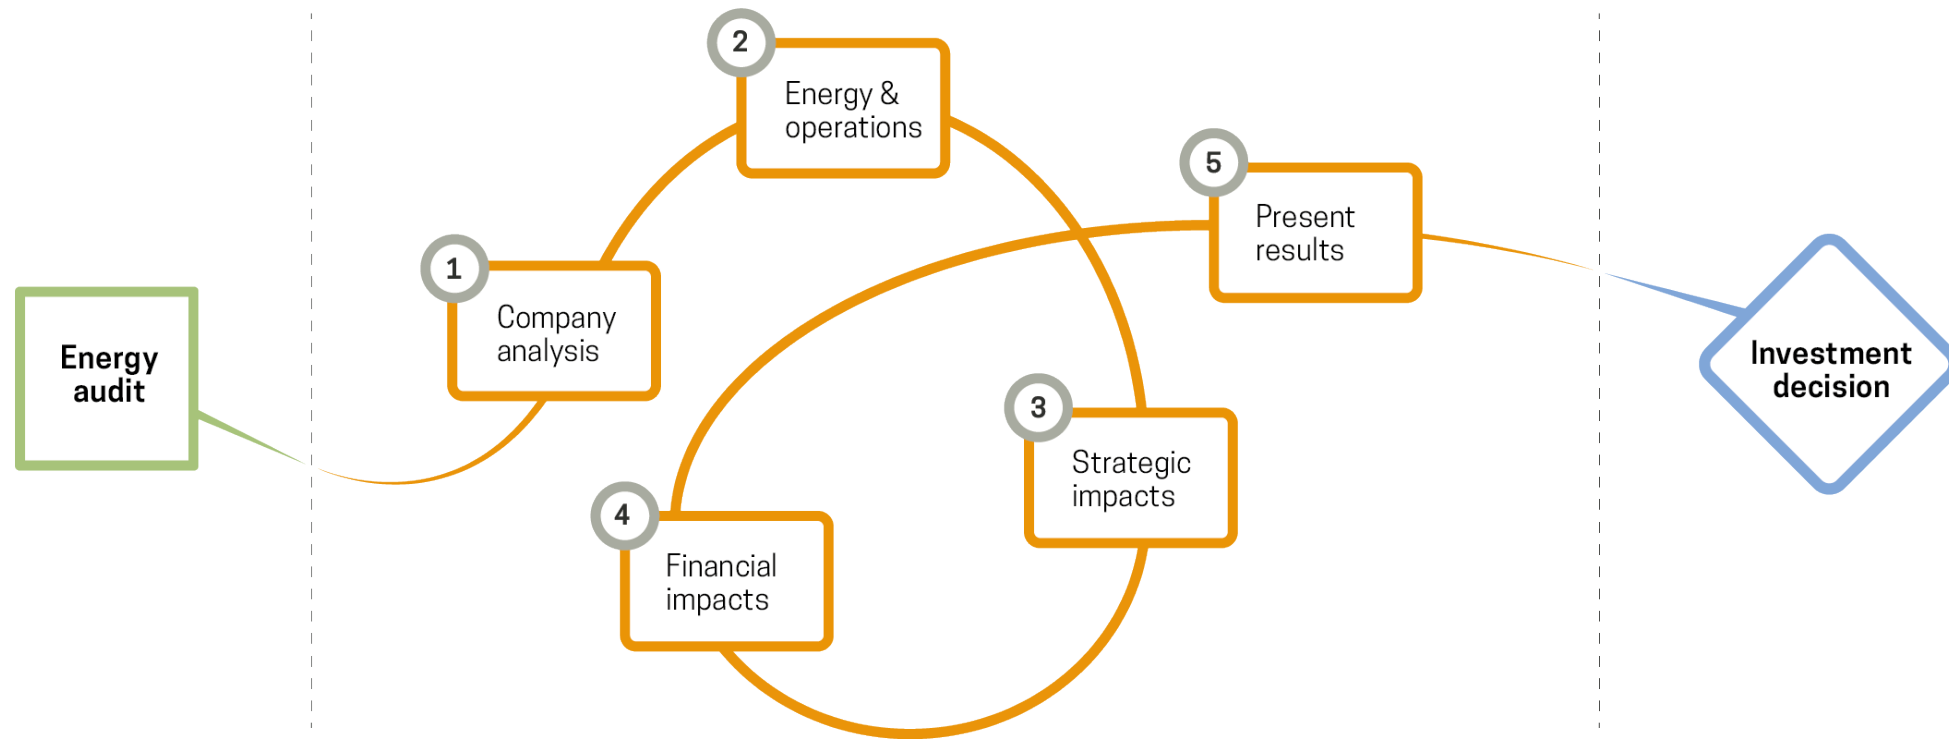 Energy
audit
1
Company
analysis
2
Energy &
operations
3
Strategic
impacts
4
Financial
impacts
5
Present
results
Investment
decision